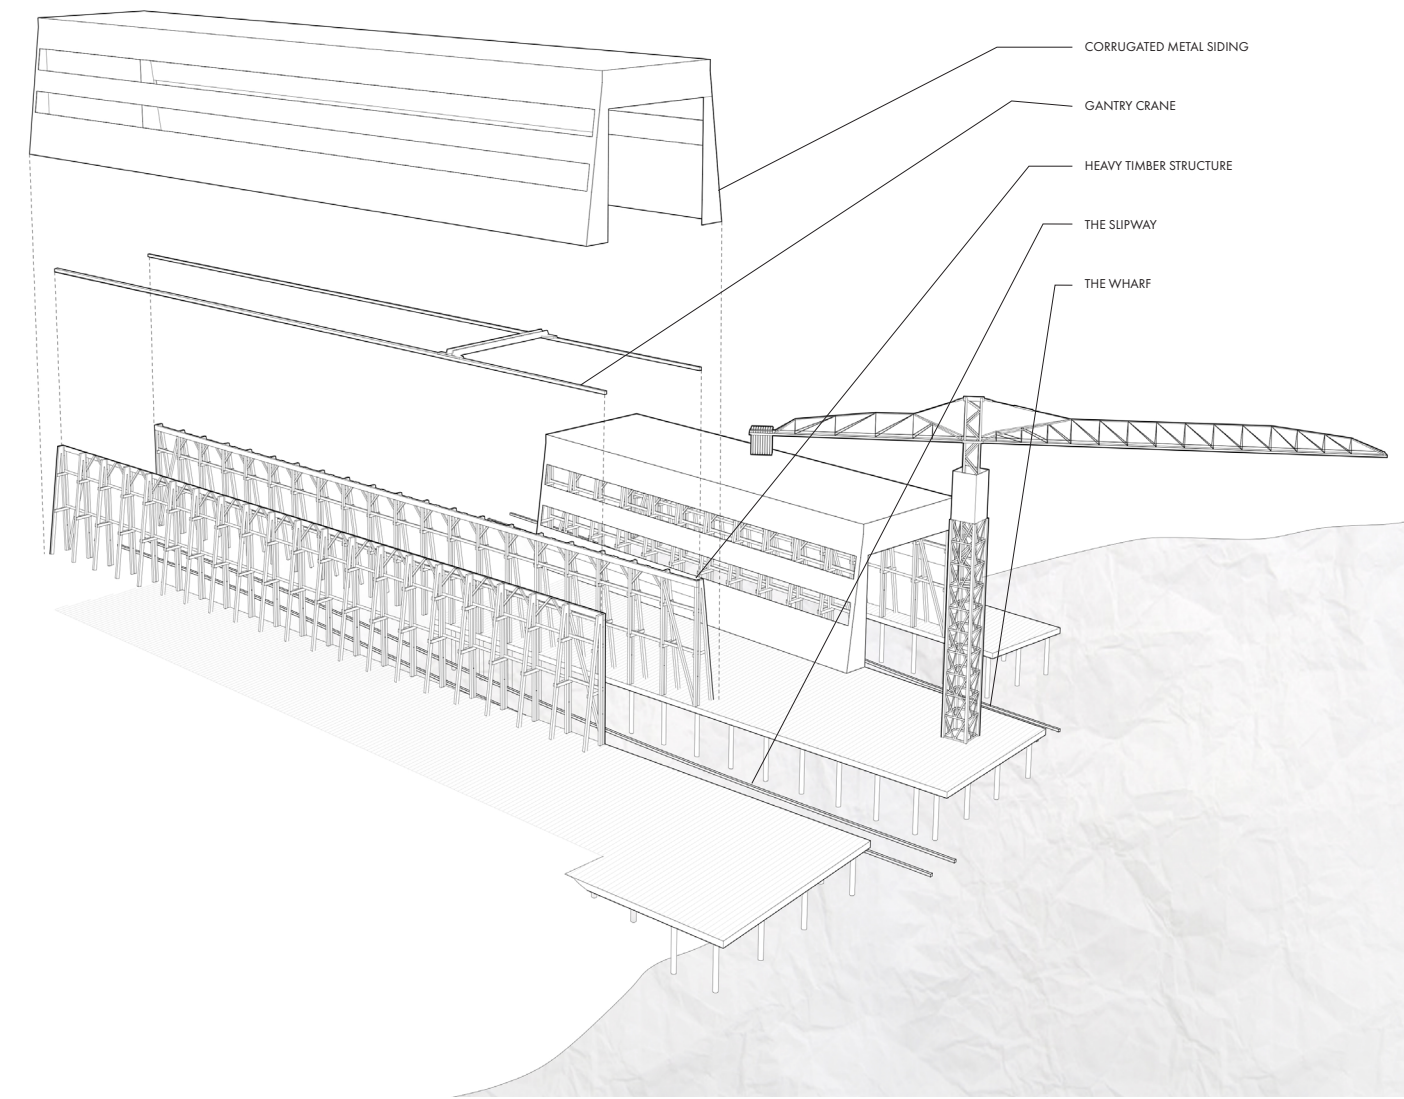 CORRUGATED METAL SIDING
GANTRY CRANE
HEAVY TIMBER STRUCTURE
THE SLIPWAY
THE WHARF